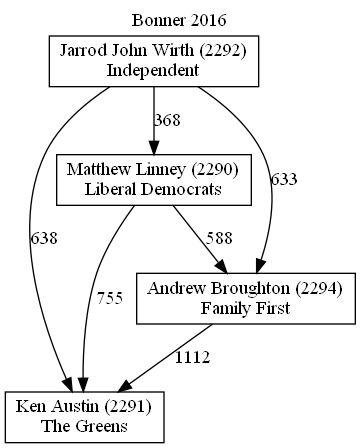 Bonner 2016
Jarrod John Wirth (2292)
Independent
368
Matthew Linney (2290)
Liberal Democrats
633
638
588
755
Andrew Broughton (2294)
Family First
1112
Ken Austin (2291)
The Greens